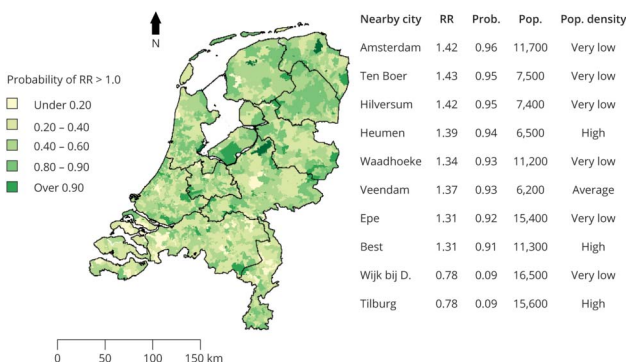 N
Probability of RR > 1.0
Under 0.20
0.20 – 0.40
0.40 – 0.60
0.80 – 0.90
Over 0.90
0 50 100 150 km
Nearby city RR Prob. Pop. Pop. density
Amsterdam 1.42 0.96 11,700 Very low
Ten Boer 1.43 0.95 7,500 Very low
Hilversum 1.42 0.95 7,400 Very low
Heumen 1.39 0.94 6,500 High
Waadhoeke 1.34 0.93 11,200 Very low
Veendam 1.37 0.93 6,200 Average
Epe 1.31 0.92 15,400 Very low
Best 1.31 0.91 11,300 High
Wijk bij D. 0.78 0.09 16,500 Very low
Tilburg 0.78 0.09 15,600 High